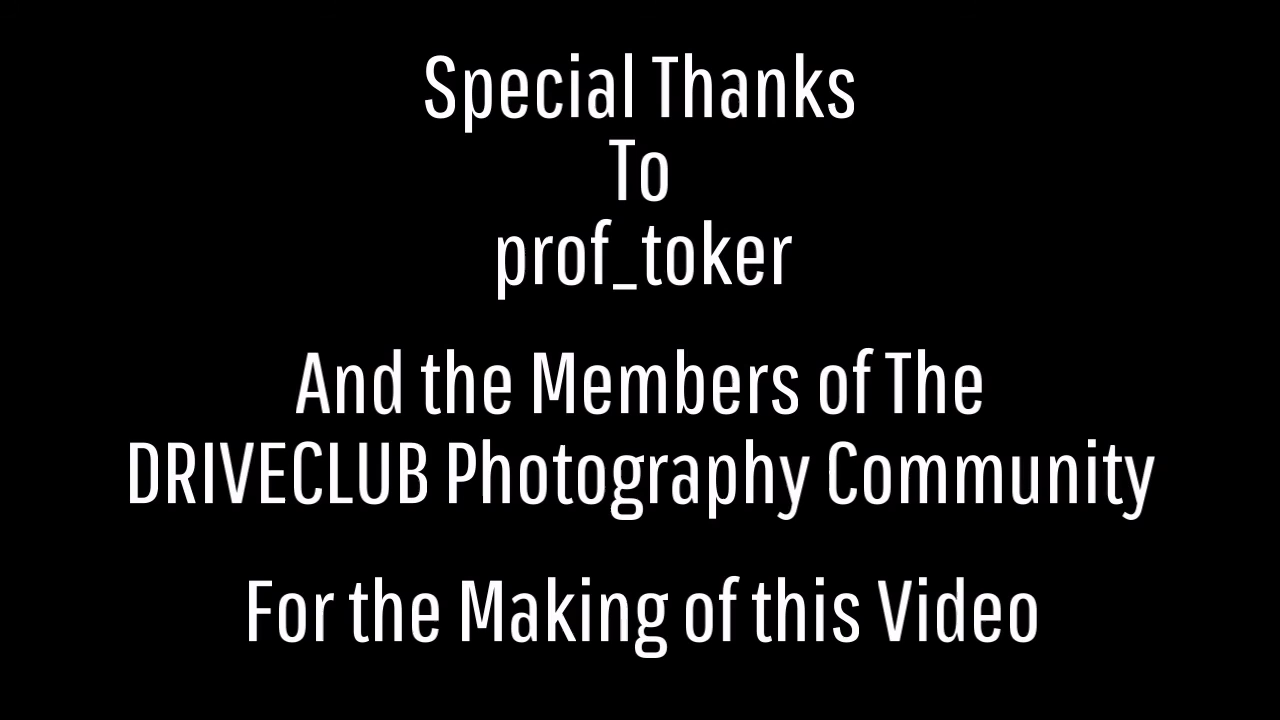 Special Thanks
To
prof_toker
And the Members of The
DRIVECLUB Photography Community
For the Making of this Video